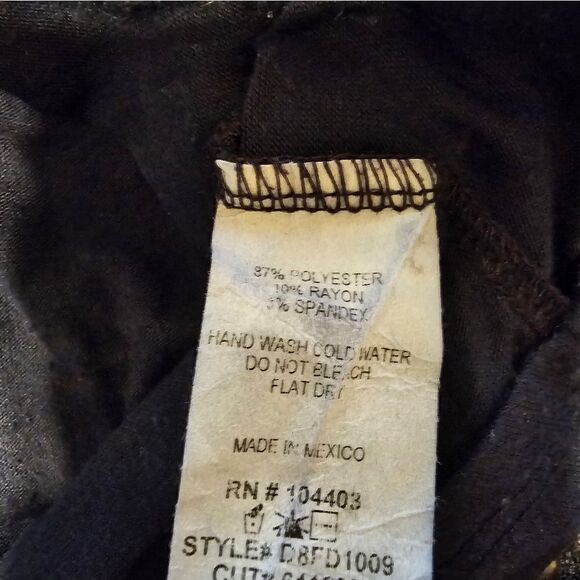 87% POLYESTER
10% RAYON
3% SPANDEX
HAND WASH COLD WATER
DO NOT BLEACH
FLAT DRY
MADE IN MEXICO
RN # 104403
STYLE# D8FD1009
CUT#